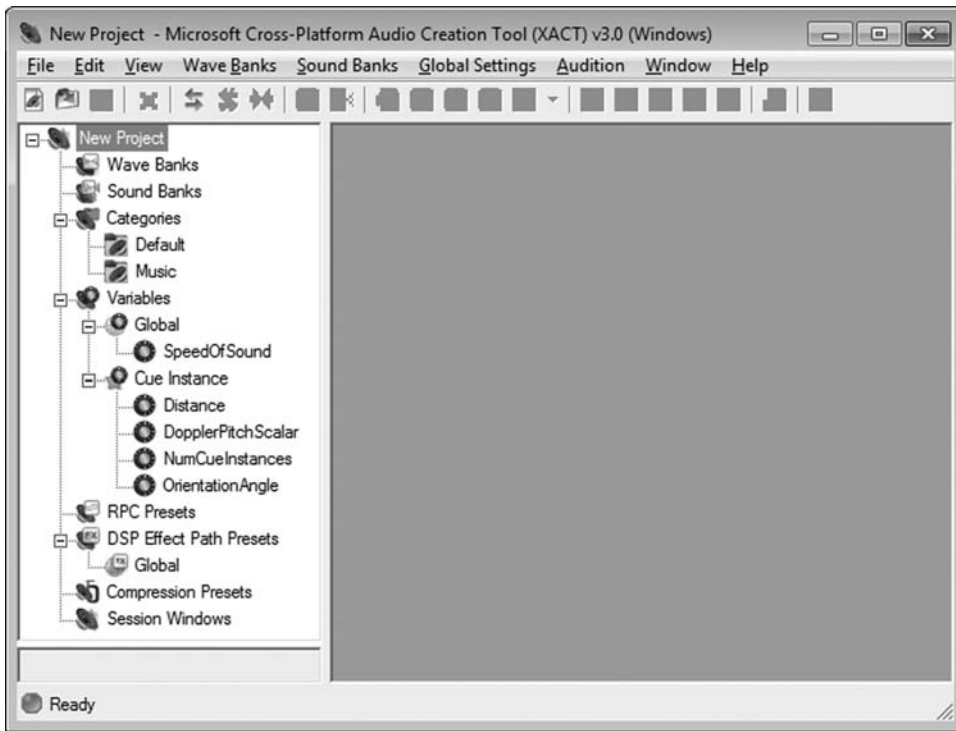 New Project - Microsoft Cross-Platform Audio Creation Tool (XACT) v3.0 (Windows)
File Edit View Wave Banks Sound Banks Global Settings Audition Window Help
New Project
Wave Banks
Sound Banks
Categories
Default
Music
Variables
Global
SpeedOfSound
Cue Instance
Distance
DopplerPitchScalar
NumCueInstances
OrientationAngle
RPC Presets
DSP Effect Path Presets
Global
Compression Presets
Session Windows
Ready